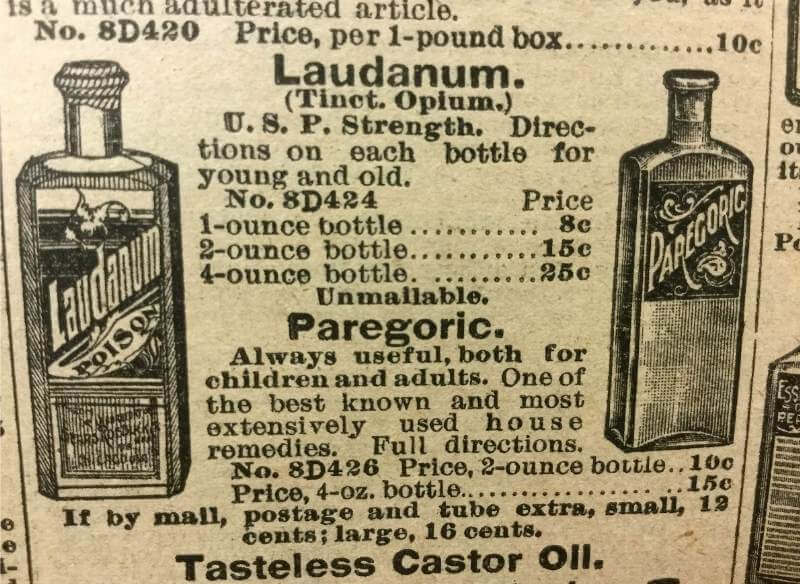 is a much adulterated article.
No. 8D420 Price, per 1-pound box..............10c
Laudanum.
(Tinct. Opium.)
U. S. P. Strength. Direc-
tions on each bottle for
young and old.
No. 8D424 Price
1-ounce bottle ........... 8c
2-ounce bottle............15c
4-ounce bottle. ..........25c
Unmailable.
Laudanum
POISON
Paregoric.
Always useful, both for
children and adults. One of
the best known and most
extensively used house
remedies. Full directions.
No. 8D426 Price, 2-ounce bottle..10c
Price, 4-oz. bottle....................15c
If by mail, postage and tube extra, small, 12
cents; large, 16 cents.
PAREGORIC
Tasteless Castor Oil.